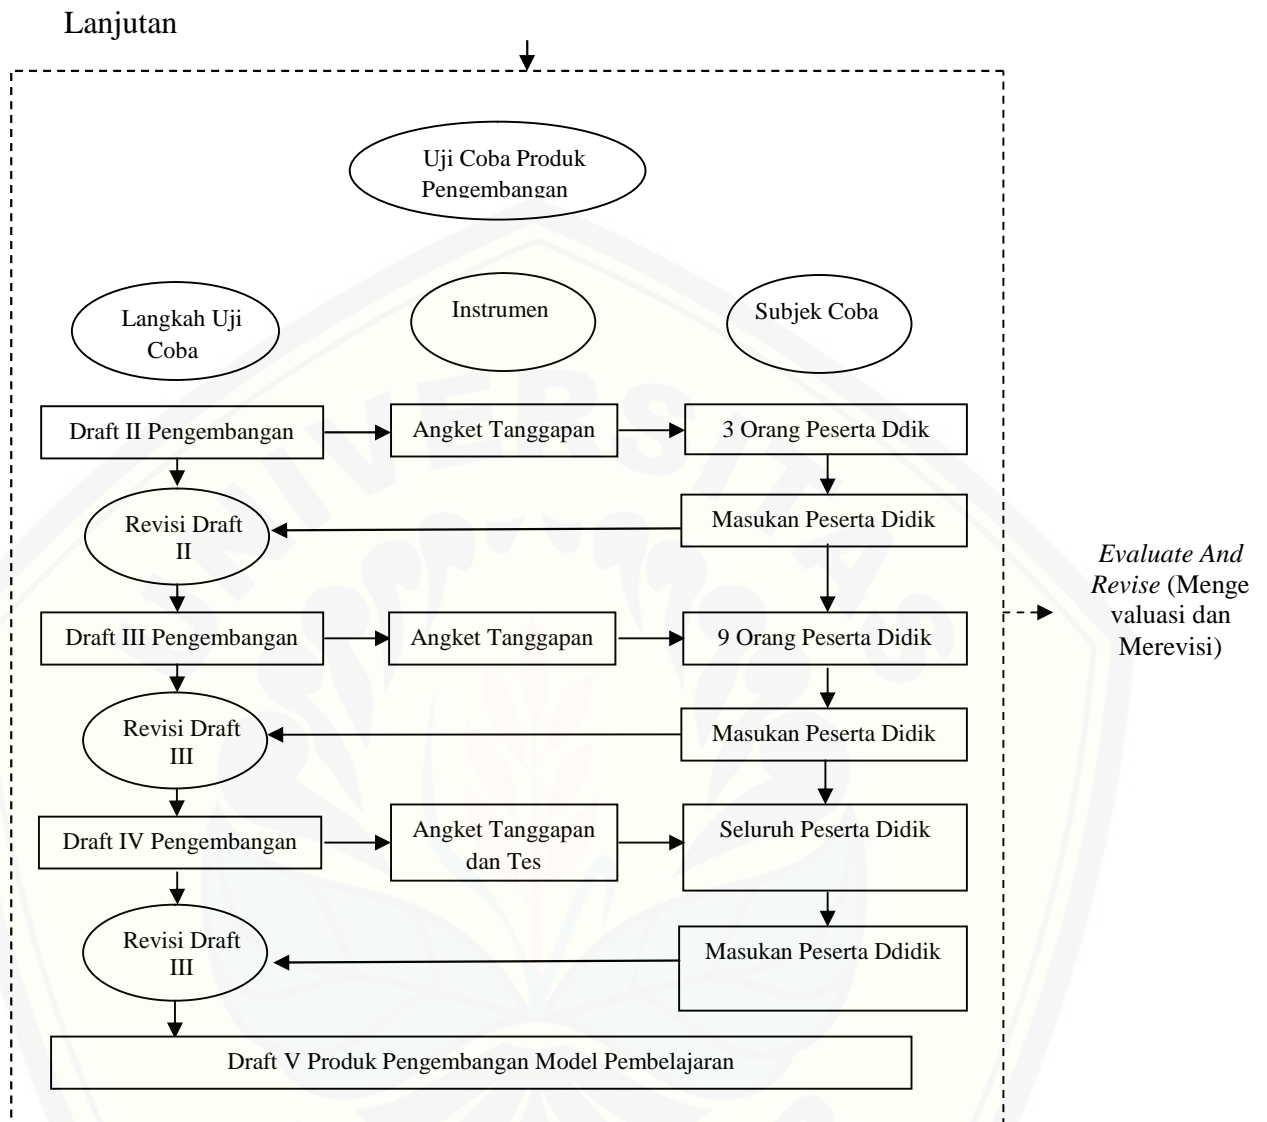 Lanjutan
Uji Coba Produk
Pengembangan
Langkah Uji
Coba
Instrumen
Subjek Coba
Draft II Pengembangan
Angket Tanggapan
3 Orang Peserta Ddik
Revisi Draft
II
Masukan Peserta Didik
Evaluate And
Revise (Menge
valuasi dan
Merevisi)
Draft III Pengembangan
Angket Tanggapan
9 Orang Peserta Didik
Revisi Draft
III
Masukan Peserta Didik
Draft IV Pengembangan
Angket Tanggapan
dan Tes
Seluruh Peserta Didik
Revisi Draft
III
Masukan Peserta Ddidik
Draft V Produk Pengembangan Model Pembelajaran
UNIVERSITAS